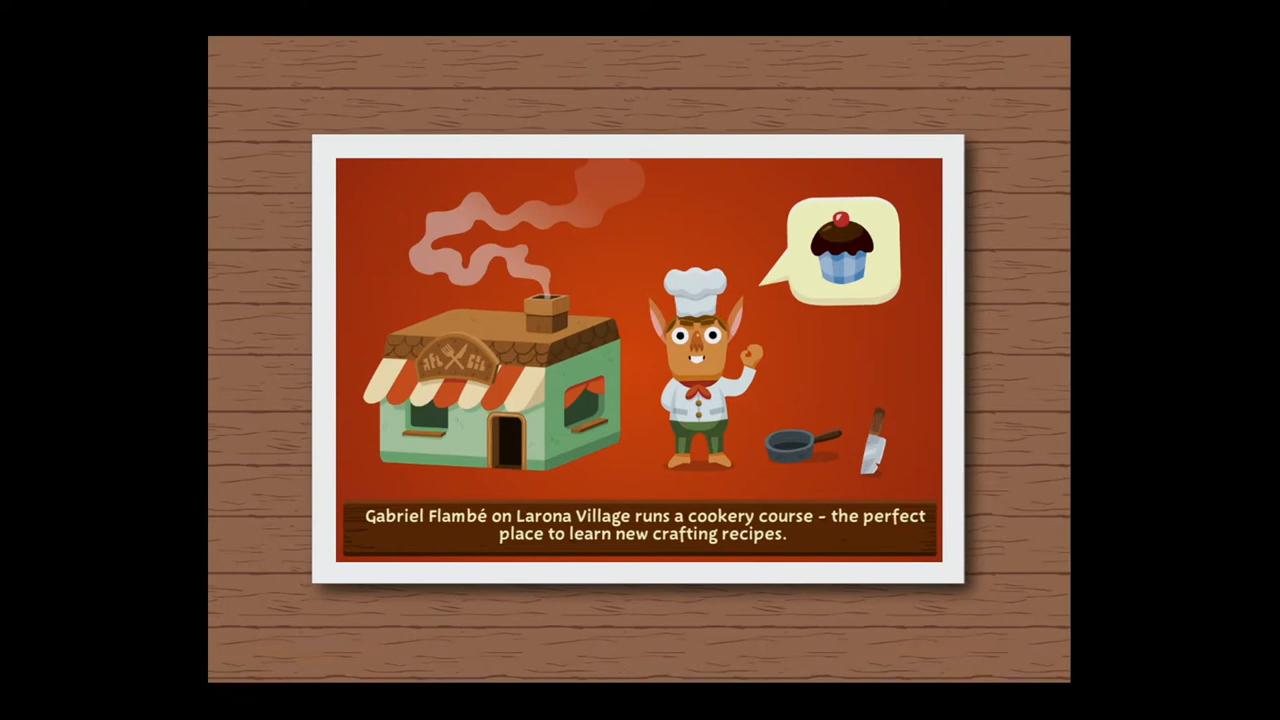 Gabriel Flambé on Larona Village runs a cookery course - the perfect
place to learn new crafting recipes.